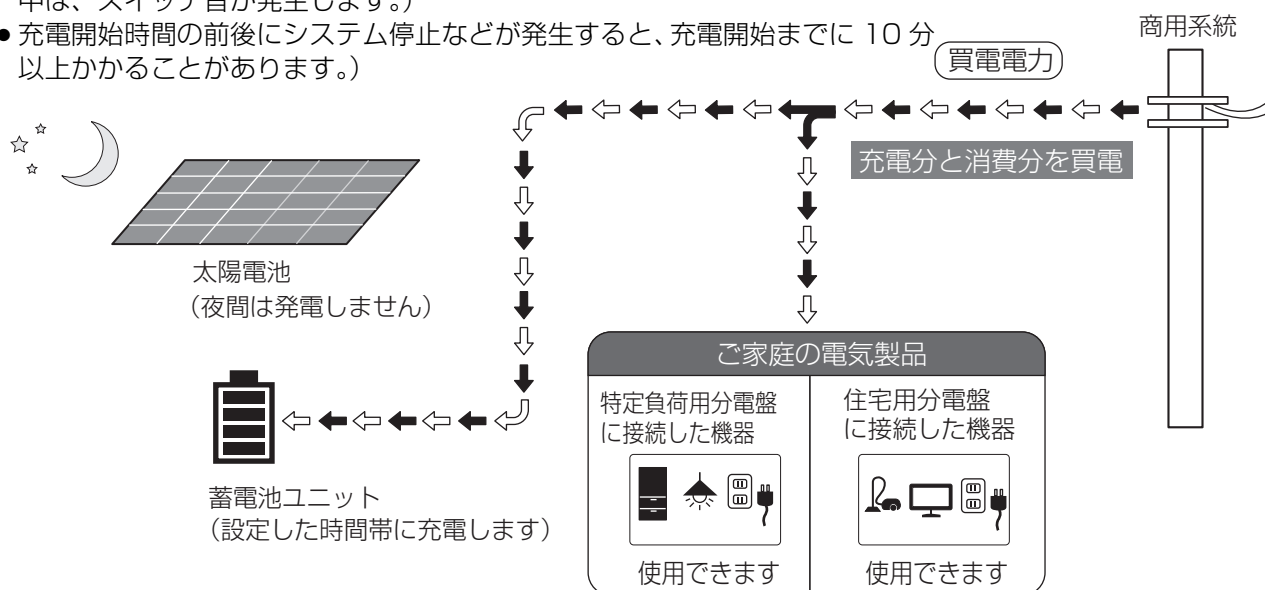 中は、スイッチ音が発生します。)
● 充電開始時間の前後にシステム停止などが発生すると、充電開始までに 10 分
以上かかることがあります。)
商用系統
買電電力
充電分と消費分を買電
太陽電池
(夜間は発電しません)
ご家庭の電気製品
特定負荷用分電盤
に接続した機器
住宅用分電盤
に接続した機器
蓄電池ユニット
(設定した時間帯に充電します)
使用できます
使用できます